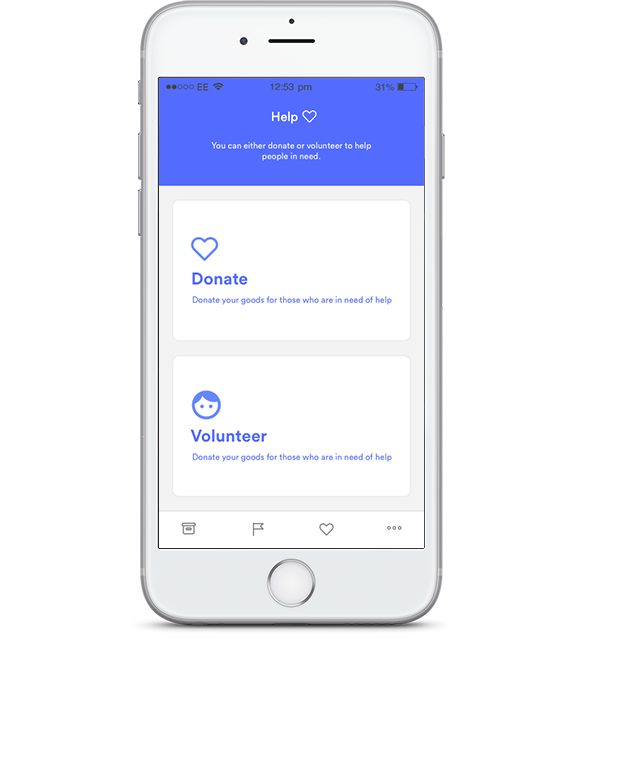 EE 12:53 pm 31%
Help
You can either donate or volunteer to help
people in need.
Donate
Donate your goods for those who are in need of help
Volunteer
Donate your goods for those who are in need of help